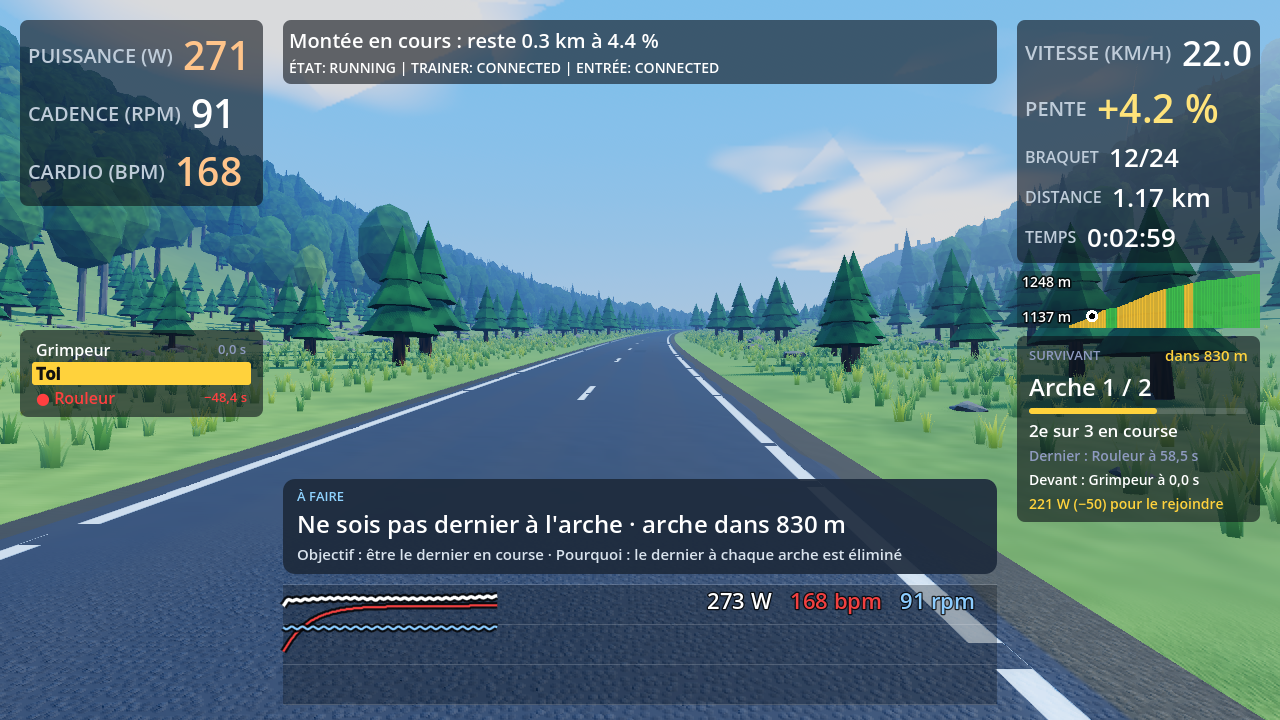 PUISSANCE (W) 271
CADENCE (RPM) 91
CARDIO (BPM) 168
Montée en cours : reste 0.3 km à 4.4 %
ÉTAT: RUNNING | TRAINER: CONNECTED | ENTRÉE: CONNECTED
VITESSE (KM/H) 22.0
PENTE +4.2 %
BRAQUET 12/24
DISTANCE 1.17 km
TEMPS 0:02:59
1248 m
1137 m
Grimpeur 0,0 s
Toi
Rouleur −48,4 s
SURVIVANT dans 830 m
Arche 1 / 2
2e sur 3 en course
Dernier : Rouleur à 58,5 s
Devant : Grimpeur à 0,0 s
221 W (−50) pour le rejoindre
À FAIRE
Ne sois pas dernier à l'arche · arche dans 830 m
Objectif : être le dernier en course · Pourquoi : le dernier à chaque arche est éliminé
273 W 168 bpm 91 rpm